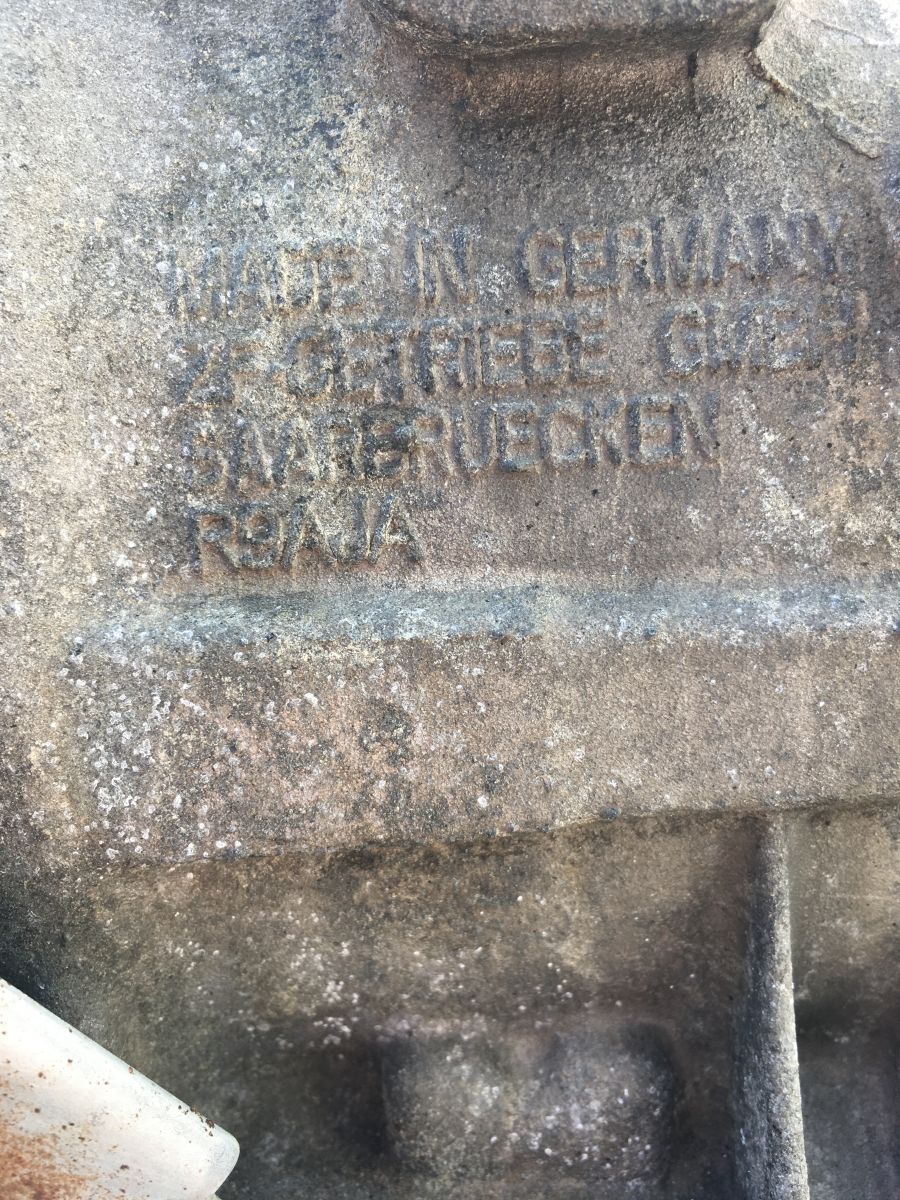 MADE IN GERMANY
ZF-GETRIEBE GMBH
SAARBRUECKEN
R9AJA